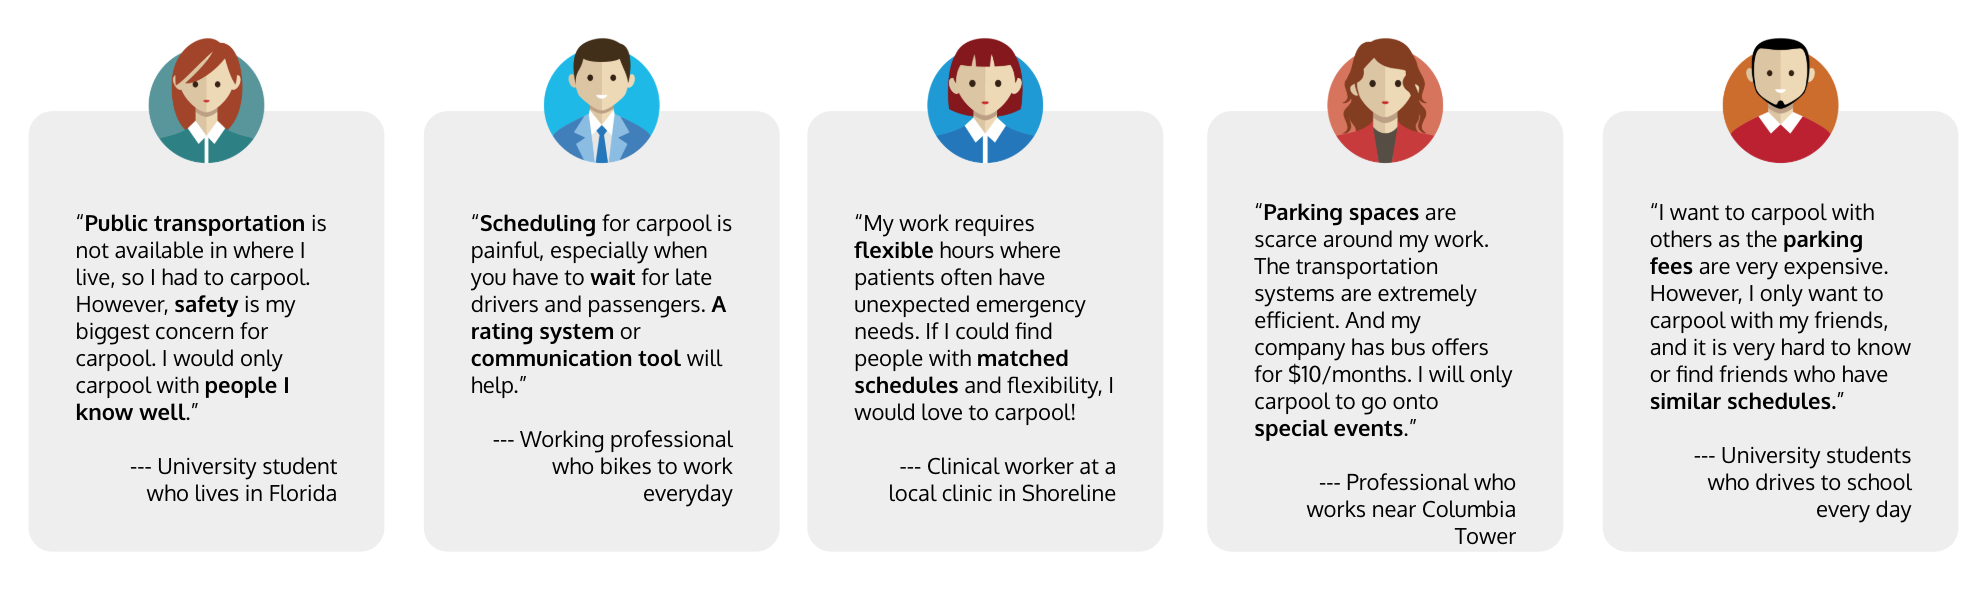 “Public transportation is
not available in where I
live, so I had to carpool.
However, safety is my
biggest concern for
carpool. I would only
carpool with people I
know well.”
--- University student
who lives in Florida
“Scheduling for carpool is
painful, especially when
you have to wait for late
drivers and passengers. A
rating system or
communication tool will
help.”
--- Working professional
who bikes to work
everyday
“My work requires
flexible hours where
patients often have
unexpected emergency
needs. If I could find
people with matched
schedules and flexibility, I
would love to carpool!
--- Clinical worker at a
local clinic in Shoreline
“Parking spaces are
scarce around my work.
The transportation
systems are extremely
efficient. And my
company has bus offers
for $10/months. I will only
carpool to go onto
special events.”
--- Professional who
works near Columbia
Tower
“I want to carpool with
others as the parking
fees are very expensive.
However, I only want to
carpool with my friends,
and it is very hard to know
or find friends who have
similar schedules.”
--- University students
who drives to school
every day